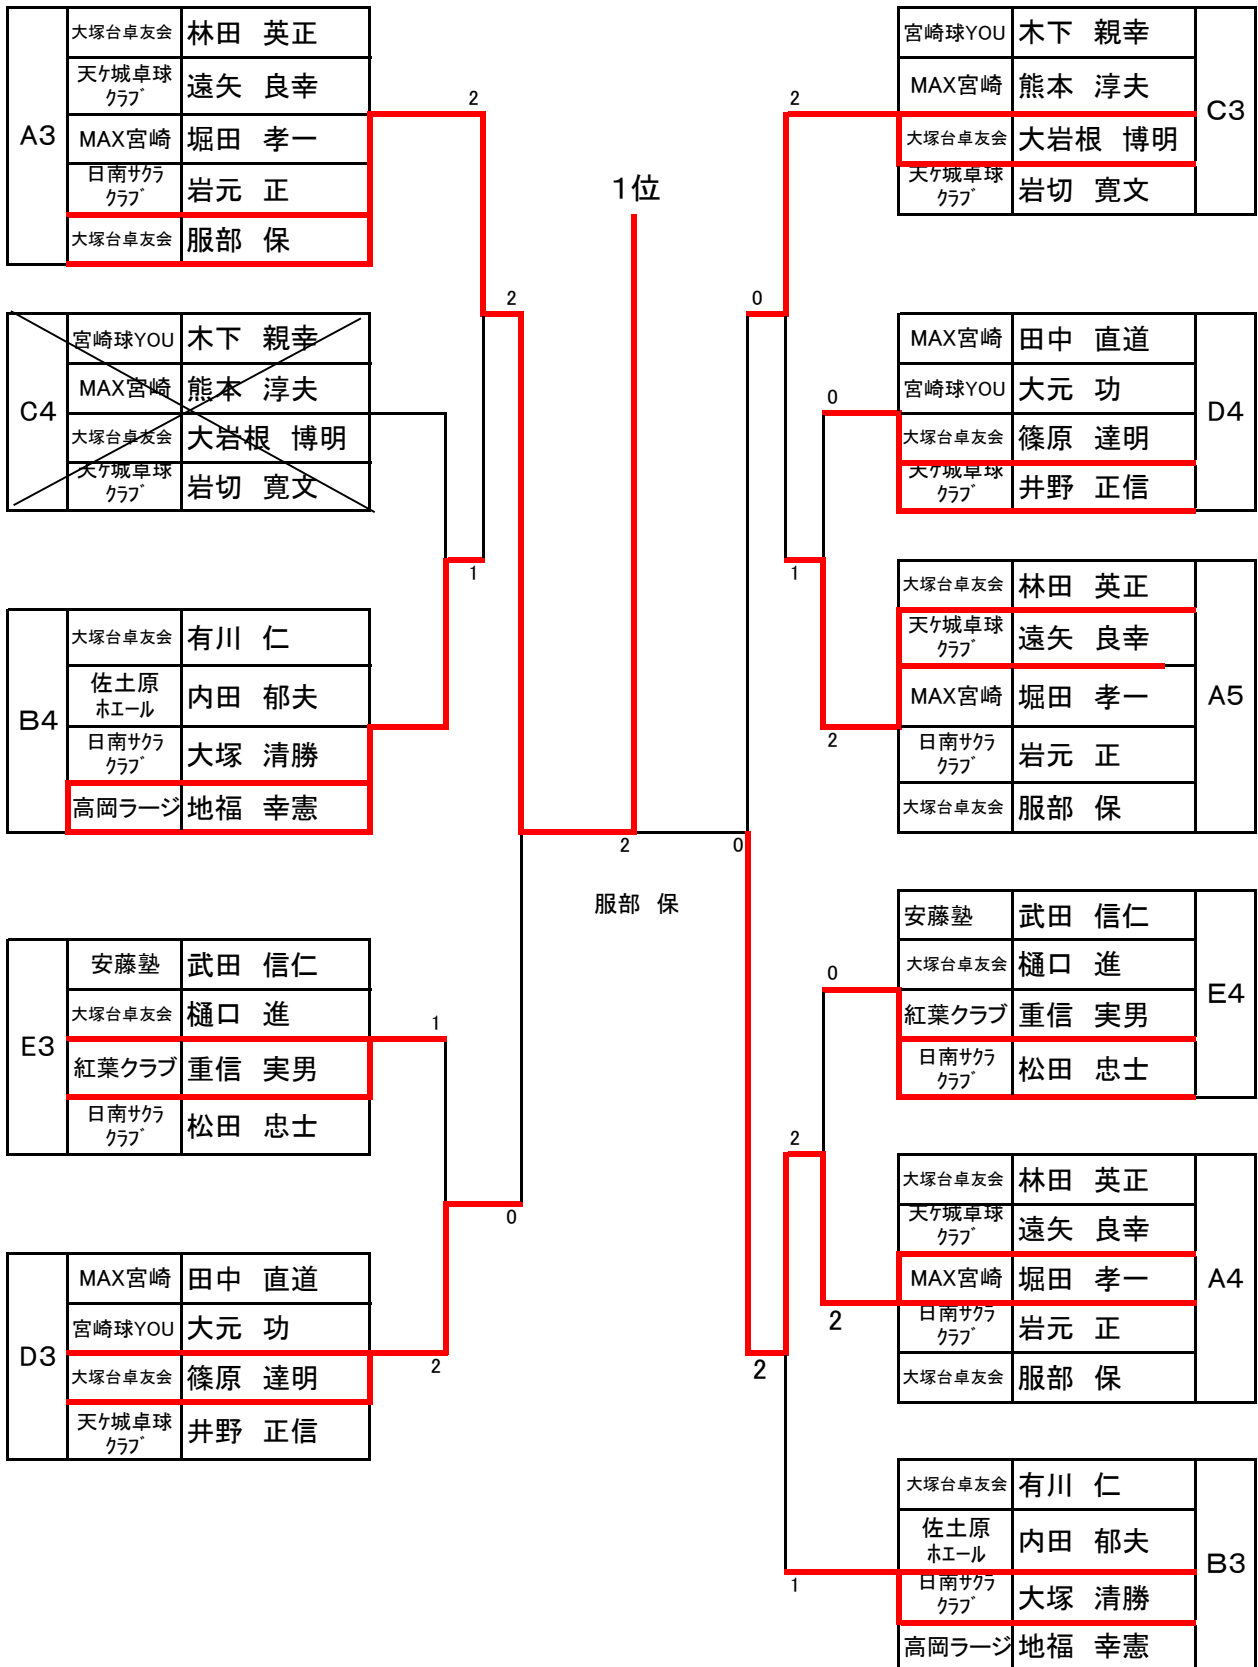 A3
大塚台卓友会 林田 英正
天ケ城卓球
クラブ 遠矢 良幸
MAX宮崎 堀田 孝一
日南サクラ
クラブ 岩元 正
大塚台卓友会 服部 保
2
C4
宮崎球YOU 木下 親幸
MAX宮崎 熊本 淳夫
大塚台卓友会 大岩根 博明
天ケ城卓球
クラブ 岩切 寛文
2
1
B4
大塚台卓友会 有川 仁
佐土原
ホエール 内田 郁夫
日南サクラ
クラブ 大塚 清勝
高岡ラージ 地福 幸憲
E3
安藤塾 武田 信仁
大塚台卓友会 樋口 進
紅葉クラブ 重信 実男
日南サクラ
クラブ 松田 忠士
1
0
D3
MAX宮崎 田中 直道
宮崎球YOU 大元 功
大塚台卓友会 篠原 達明
天ケ城卓球
クラブ 井野 正信
2
1位
2 0
服部 保
2
宮崎球YOU 木下 親幸
MAX宮崎 熊本 淳夫
大塚台卓友会 大岩根 博明
天ケ城卓球
クラブ 岩切 寛文
C3
0
0
MAX宮崎 田中 直道
宮崎球YOU 大元 功
大塚台卓友会 篠原 達明
天ケ城卓球
クラブ 井野 正信
D4
1
2
大塚台卓友会 林田 英正
天ケ城卓球
クラブ 遠矢 良幸
MAX宮崎 堀田 孝一
日南サクラ
クラブ 岩元 正
大塚台卓友会 服部 保
A5
0
安藤塾 武田 信仁
大塚台卓友会 樋口 進
紅葉クラブ 重信 実男
日南サクラ
クラブ 松田 忠士
E4
2
2
大塚台卓友会 林田 英正
天ケ城卓球
クラブ 遠矢 良幸
MAX宮崎 堀田 孝一
日南サクラ
クラブ 岩元 正
大塚台卓友会 服部 保
A4
2
1
大塚台卓友会 有川 仁
佐土原
ホエール 内田 郁夫
日南サクラ
クラブ 大塚 清勝
高岡ラージ 地福 幸憲
B3